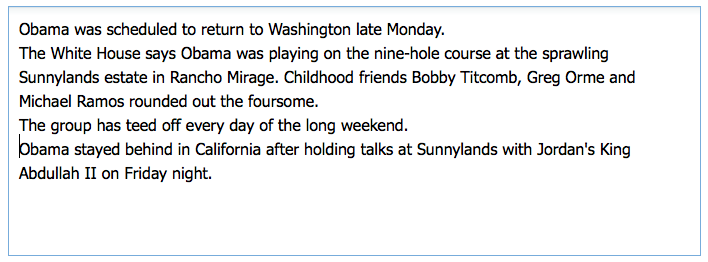 Obama was scheduled to return to Washington late Monday.
The White House says Obama was playing on the nine-hole course at the sprawling
Sunnylands estate in Rancho Mirage. Childhood friends Bobby Titcomb, Greg Orme and
Michael Ramos rounded out the foursome.
The group has teed off every day of the long weekend.
Obama stayed behind in California after holding talks at Sunnylands with Jordan's King
Abdullah II on Friday night.